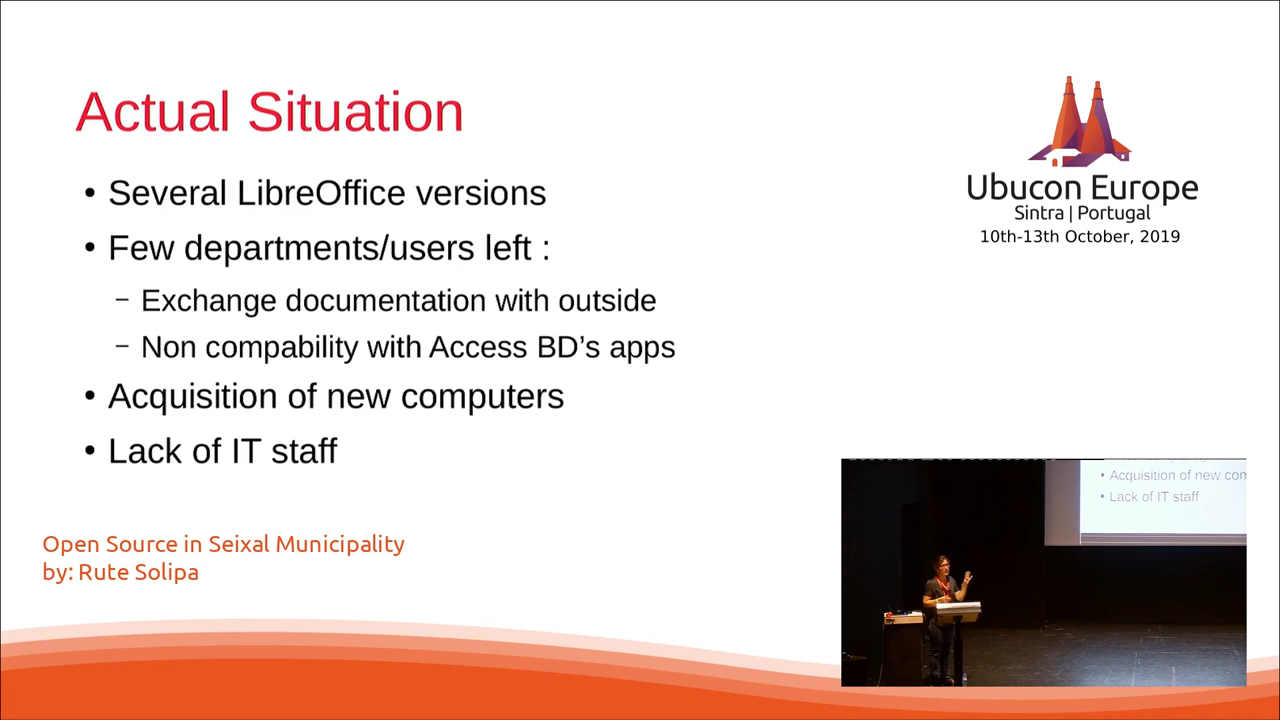 Actual Situation
• Several LibreOffice versions
• Few departments/users left :
– Exchange documentation with outside
– Non compability with Access BD’s apps
• Acquisition of new computers
• Lack of IT staff
Ubucon Europe
Sintra | Portugal
10th-13th October, 2019
Open Source in Seixal Municipality
by: Rute Solipa
• Acquisition of new com
• Lack of IT staff